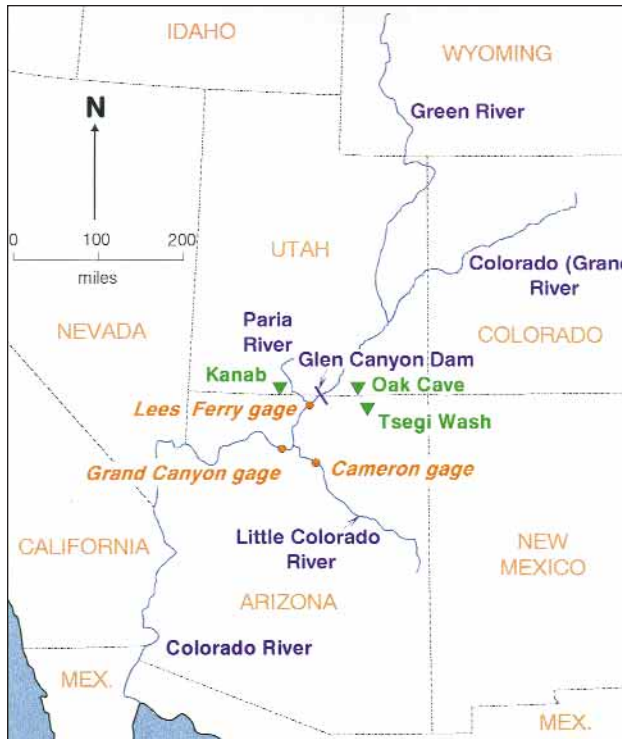 IDAHO
WYOMING
N
Green River
0 100 200
miles
UTAH
Colorado (Grand
River
NEVADA
COLORADO
Paria
River
Glen Canyon Dam
Kanab
Oak Cave
Lees Ferry gage
Tsegi Wash
Grand Canyon gage
Cameron gage
CALIFORNIA
Little Colorado
River
NEW
MEXICO
ARIZONA
Colorado River
MEX.
MEX.